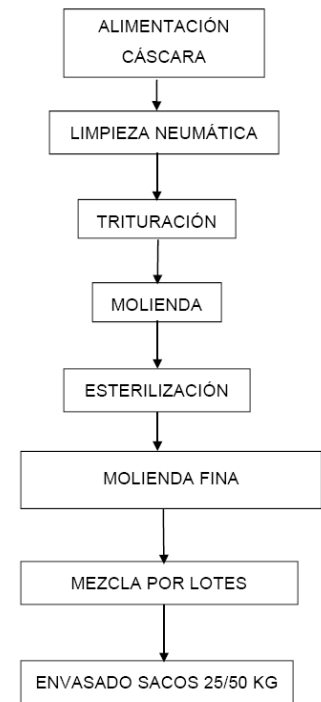 ALIMENTACIÓN
CÁSCARA
LIMPIEZA NEUMÁTICA
TRITURACIÓN
MOLIENDA
ESTERILIZACIÓN
MOLIENDA FINA
MEZCLA POR LOTES
ENVASADO SACOS 25/50 KG